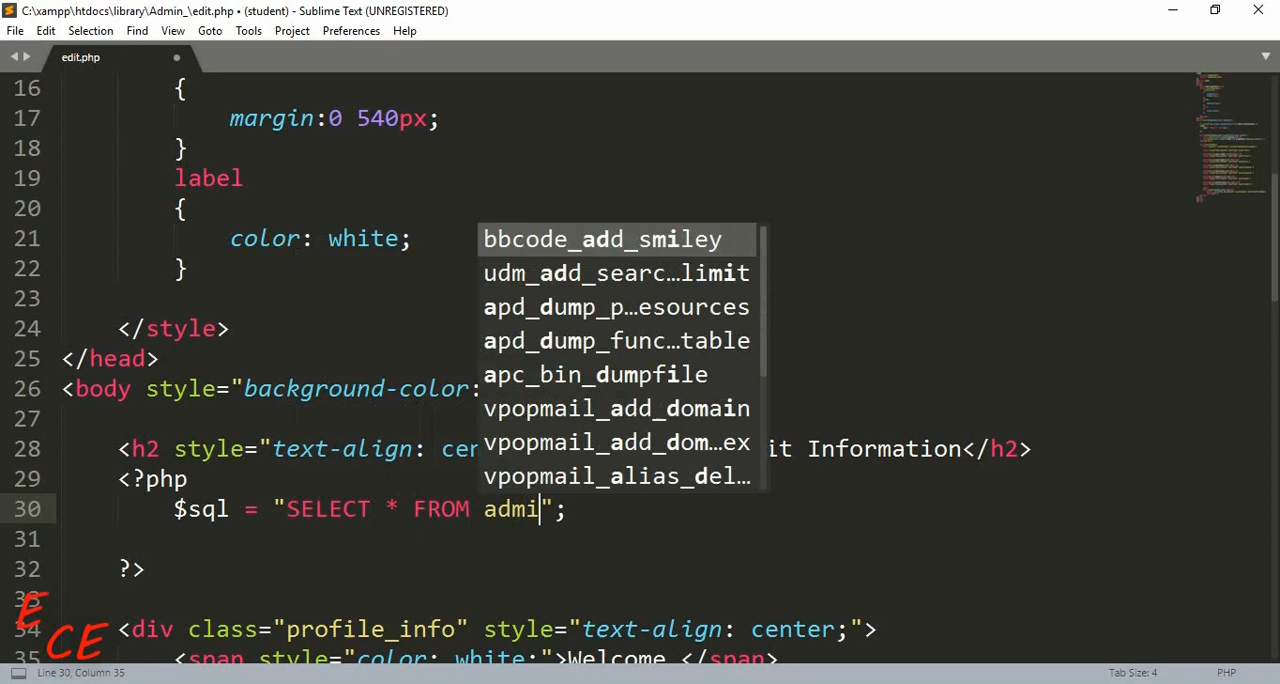 C:\xampp\htdocs\library\Admin_\edit.php • (student) - Sublime Text (UNREGISTERED)
File Edit Selection Find View Goto Tools Project Preferences Help
edit.php
16 {
17 margin:0 540px;
18 }
19 label
20 {
21 color: white;
22 }
23
24 </style>
25 </head>
26 <body style="background-color:
27
28 <h2 style="text-align: cen it Information</h2>
29 <?php
30 $sql = "SELECT * FROM admi";
31
32 ?>
33
34 <div class="profile_info" style="text-align: center;">
35 <span style="color: white;">Welcome,</span>
bbcode_add_smiley
udm_add_searc…limit
apd_dump_p…esources
apd_dump_func…table
apc_bin_dumpfile
vpopmail_add_domain
vpopmail_add_dom…ex
vpopmail_alias_del…
E
CE
Line 30, Column 35 Tab Size: 4 PHP